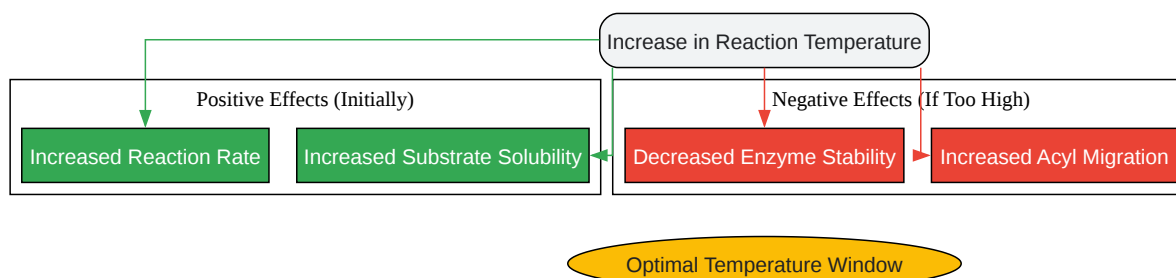 Increase in Reaction Temperature
Positive Effects (Initially)
Negative Effects (If Too High)
Increased Reaction Rate
Increased Substrate Solubility
Decreased Enzyme Stability
Increased Acyl Migration
Optimal Temperature Window